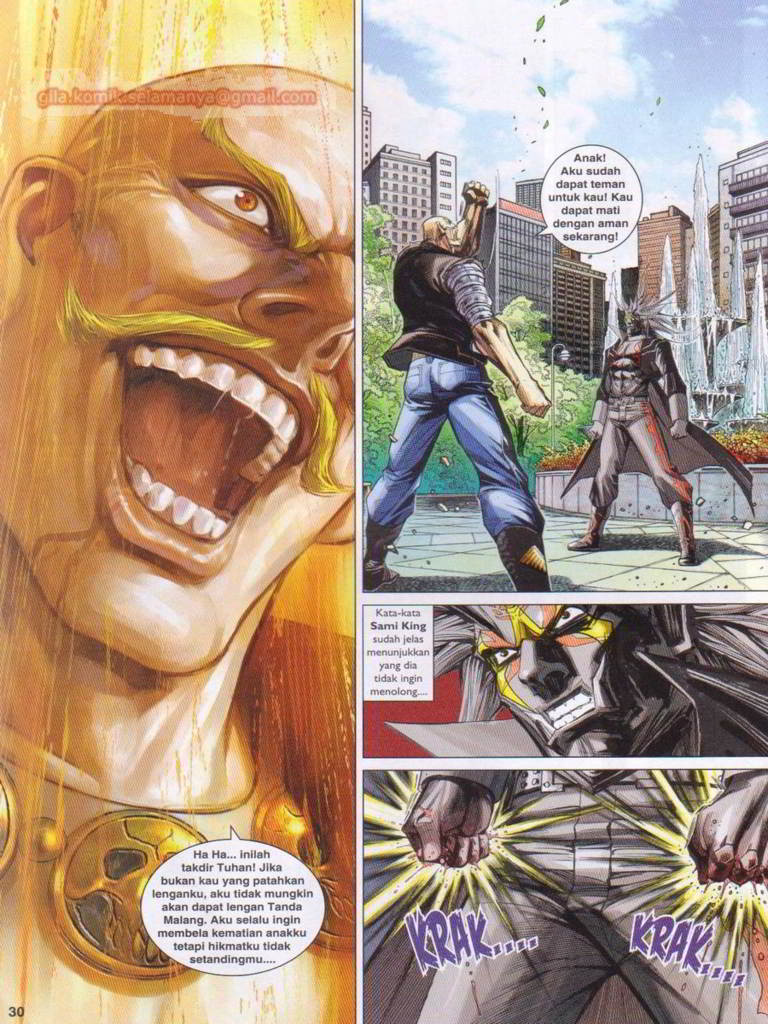 gila.komik.selamanya@gmail.com
Ha Ha... inilah
takdir Tuhan! Jika
bukan kau yang patahkan
lenganku, aku tidak mungkin
akan dapat lengan Tanda
Malang. Aku selalu ingin
membela kematian anakku
tetapi hikmatku tidak
setandingmu....
30
Anak!
Aku sudah
dapat teman
untuk kau! Kau
dapat mati
dengan aman
sekarang!
Kata-kata
Sami King
sudah jelas
menunjukkan
yang dia
tidak ingin
menolong....
KRAK....
KRAK....